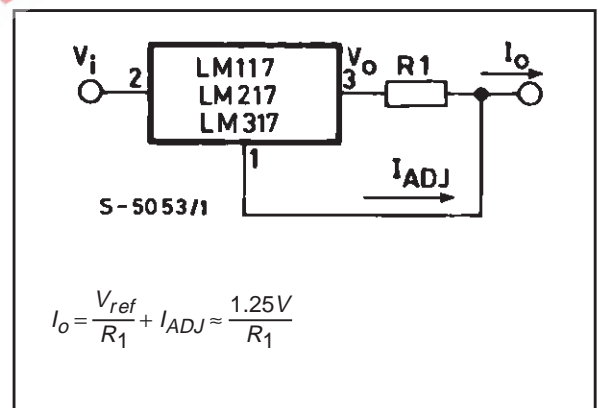 Vi
2
LM117
LM217
LM317
Vo
3
R1
Io
1
IADJ
S-5053/1
Io = Vref / R1 + IADJ ≈ 1.25V / R1